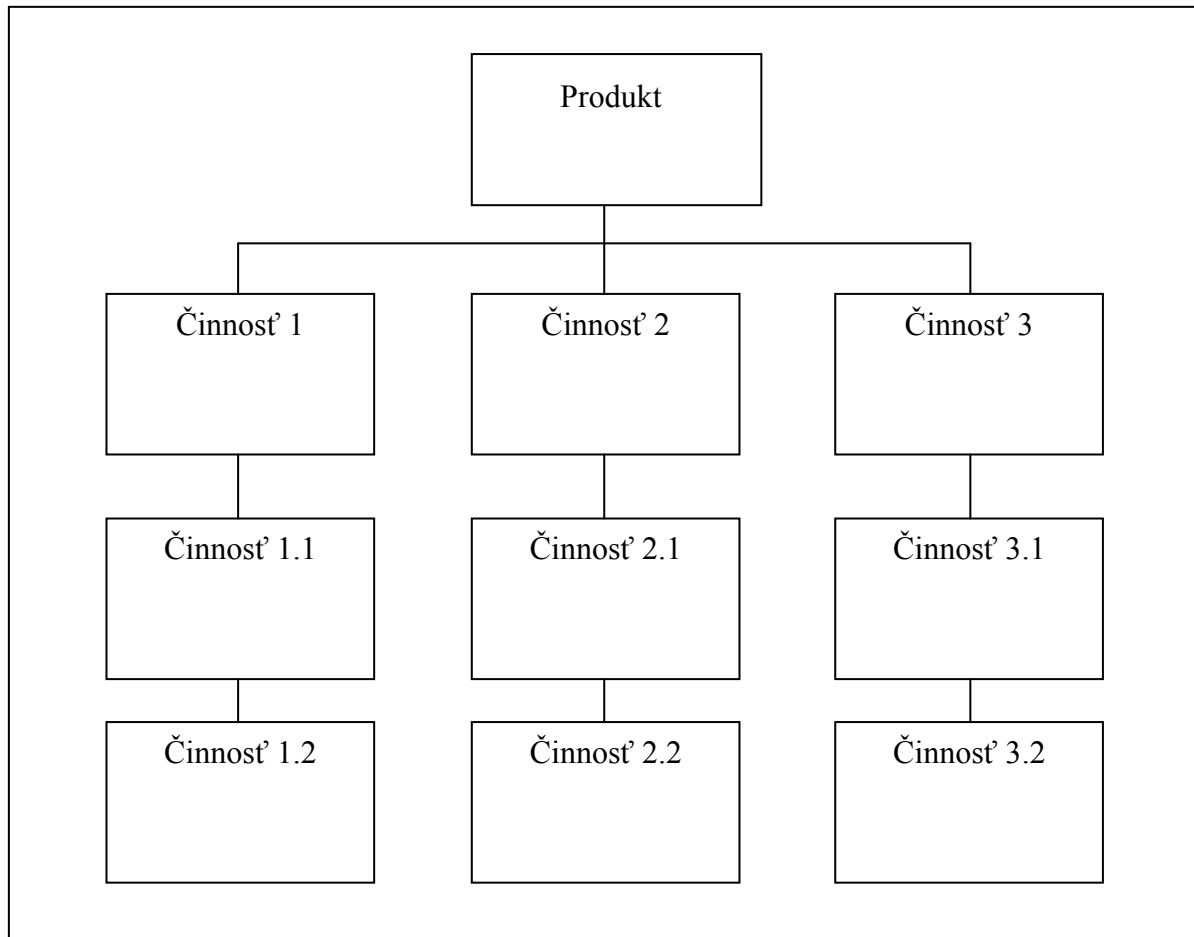 Produkt
Činnosť 1
Činnosť 2
Činnosť 3
Činnosť 1.1
Činnosť 2.1
Činnosť 3.1
Činnosť 1.2
Činnosť 2.2
Činnosť 3.2